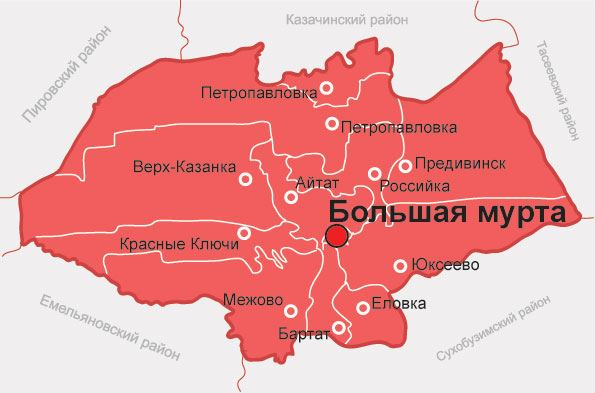 Казачинский район
Пировский район
Тасеевский район
Петропавловка
Петропавловка
Верх-Казанка
Предивинск
Айтат
Российка
Большая мурта
Красные Ключи
Юксеево
Межово
Еловка
Бартат
Емельяновский район
Сухобузимский район